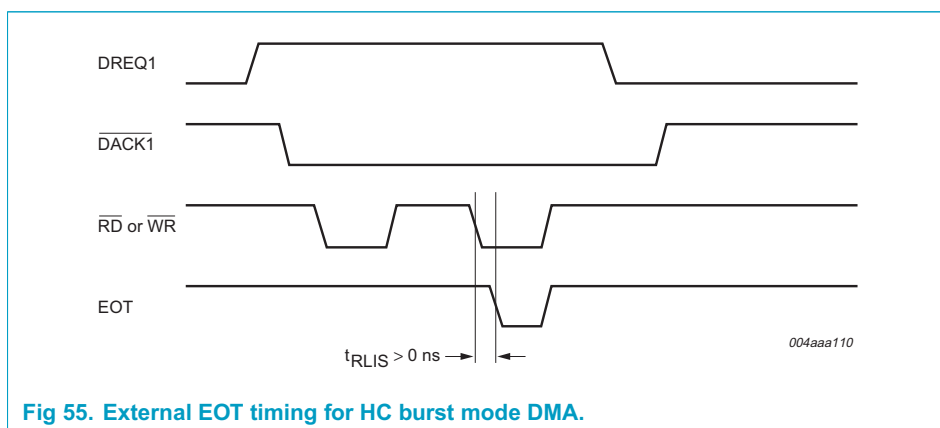 DREQ1
DACK1
RD or WR
EOT
tRLIS > 0 ns
004aaa110
Fig 55. External EOT timing for HC burst mode DMA.